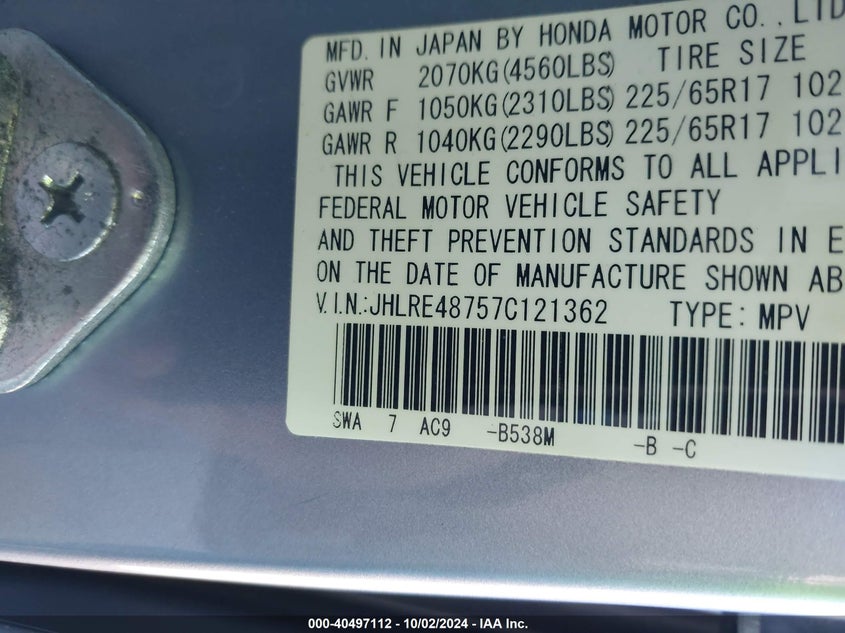 MFD. IN JAPAN BY HONDA MOTOR CO., LTD
GVWR 2070KG(4560LBS) TIRE SIZE
GAWR F 1050KG(2310LBS) 225/65R17 102
GAWR R 1040KG(2290LBS) 225/65R17 102
THIS VEHICLE CONFORMS TO ALL APPLI
FEDERAL MOTOR VEHICLE SAFETY
AND THEFT PREVENTION STANDARDS IN E
ON THE DATE OF MANUFACTURE SHOWN AB
V.I.N.:JHLRE48757C121362 TYPE: MPV
SWA 7 AC9 -B538M -B -C
000-40497112 - 10/02/2024 - IAA Inc.